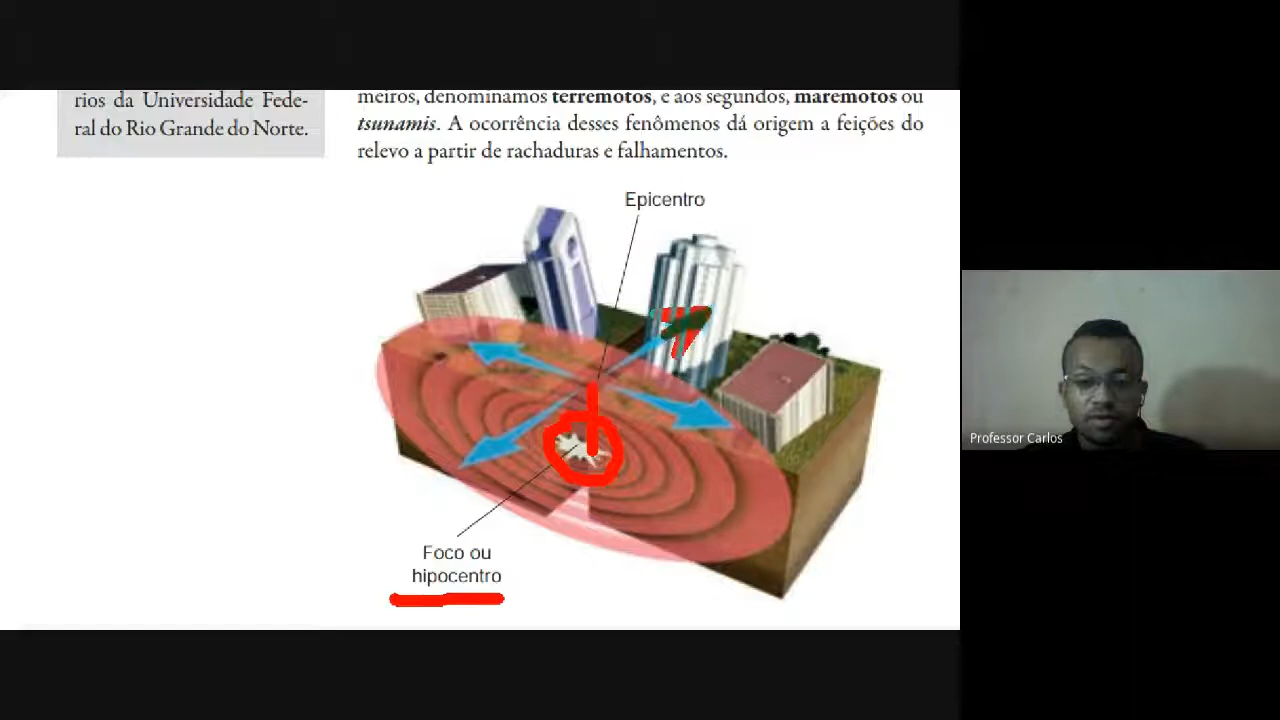 rios da Universidade Fede-
ral do Rio Grande do Norte.
meiros, denominamos terremotos, e aos segundos, maremotos ou
tsunamis. A ocorrência desses fenômenos dá origem a feições do
relevo a partir de rachaduras e falhamentos.
Epicentro
Foco ou
hipocentro
Professor Carlos